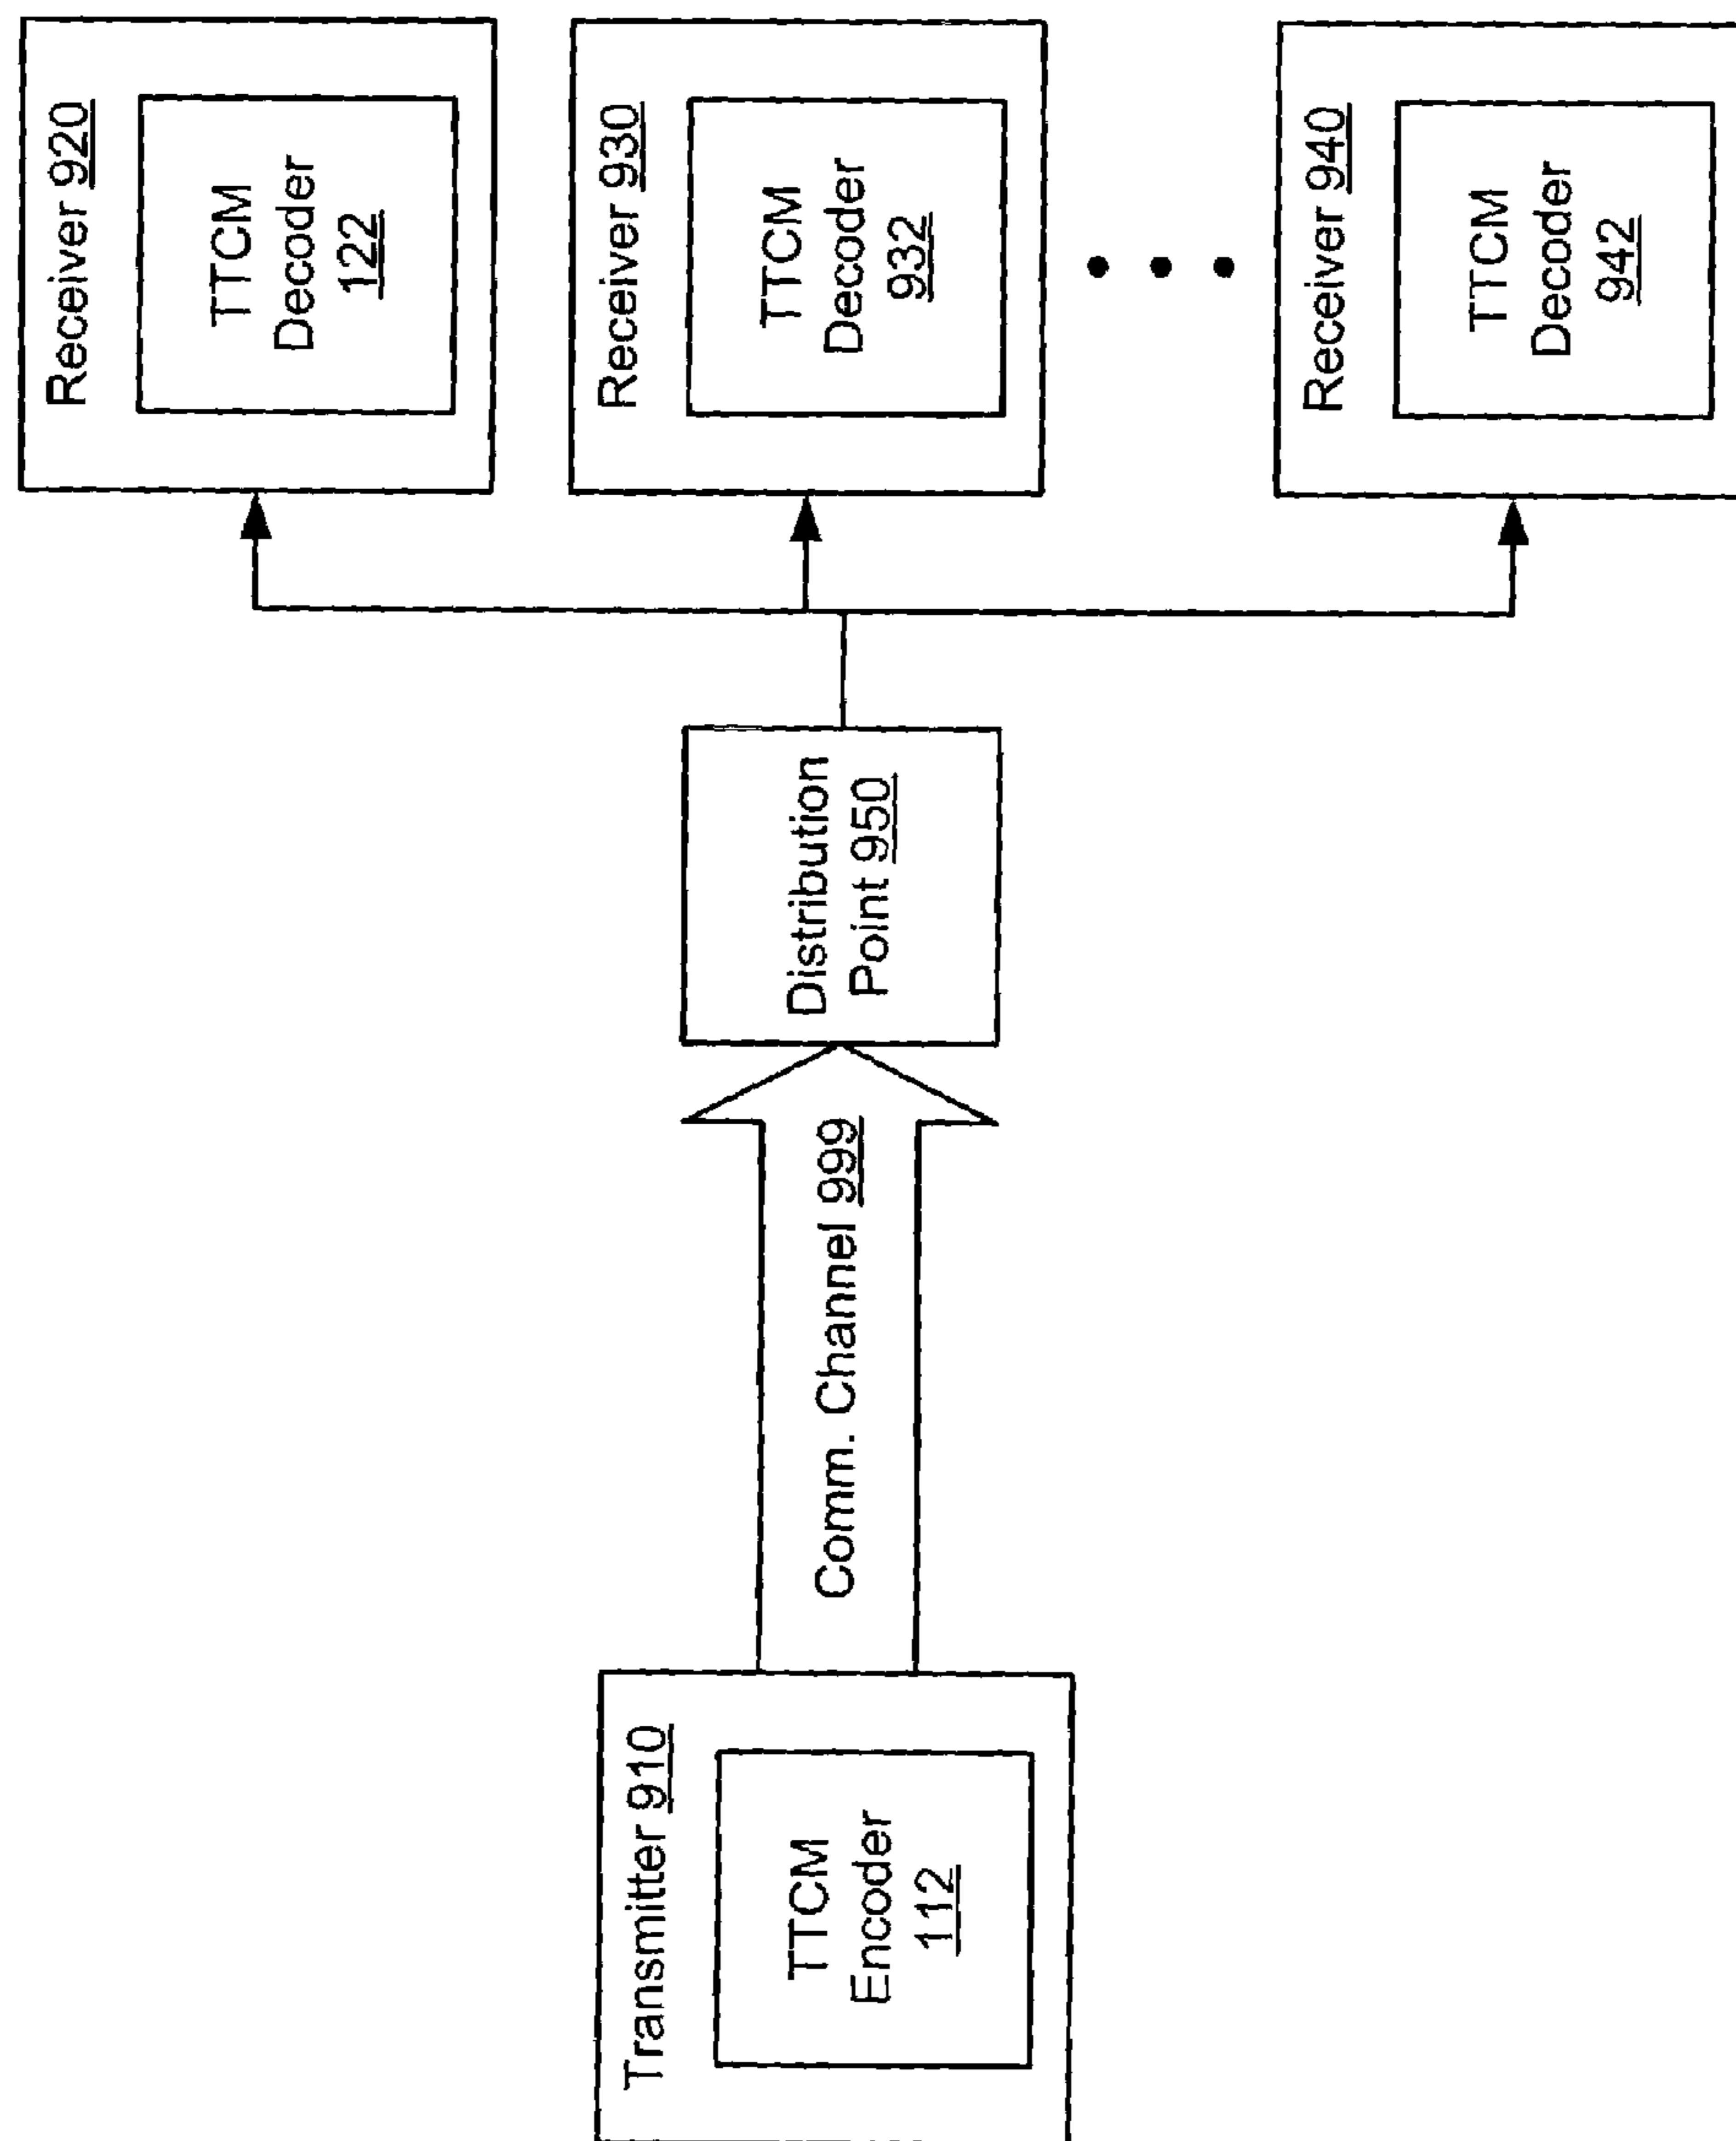 Transmitter 910
TTCM
Encoder
112
Comm. Channel 999
Distribution
Point 950
Receiver 920
TTCM
Decoder
122
Receiver 930
TTCM
Decoder
932
Receiver 940
TTCM
Decoder
942